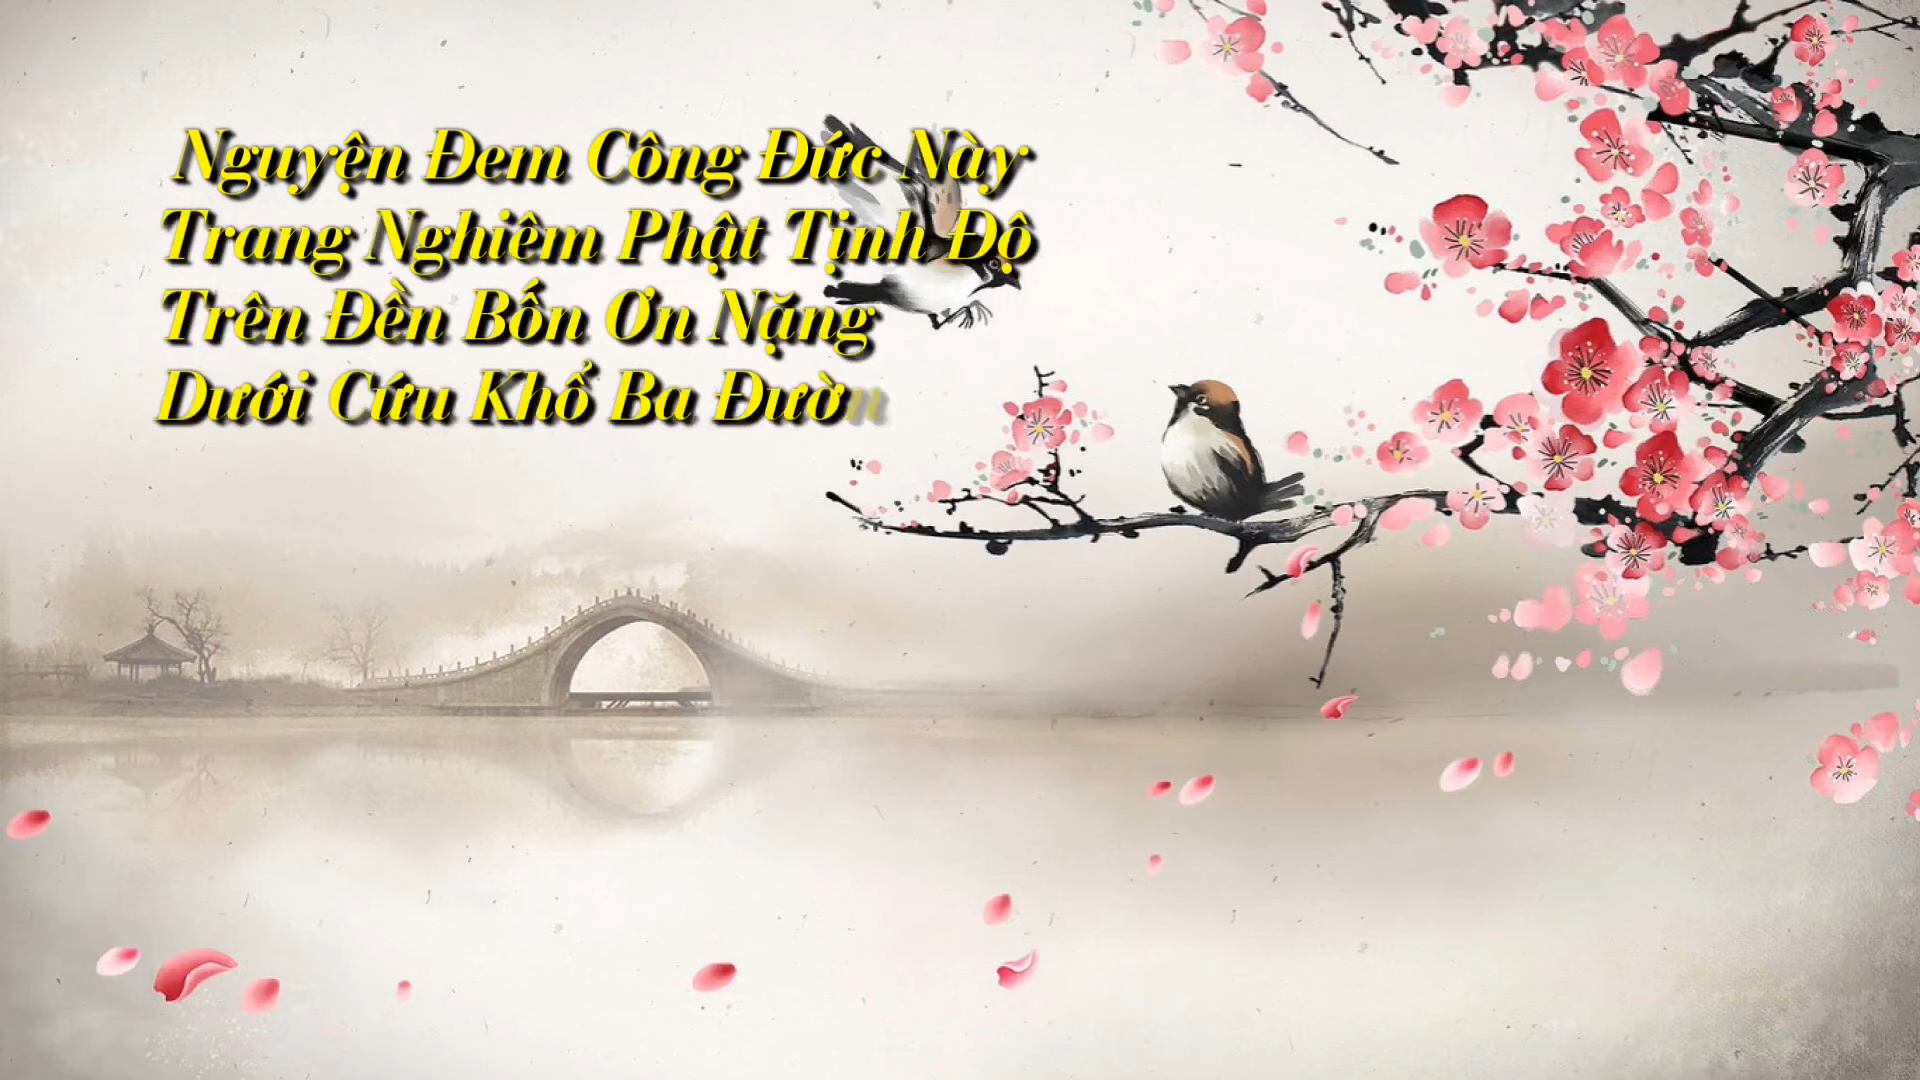 Nguyện Đem Công Đức Này
Trang Nghiêm Phật Tịnh Độ
Trên Đền Bốn Ơn Nặng
Dưới Cứu Khổ Ba Đườn